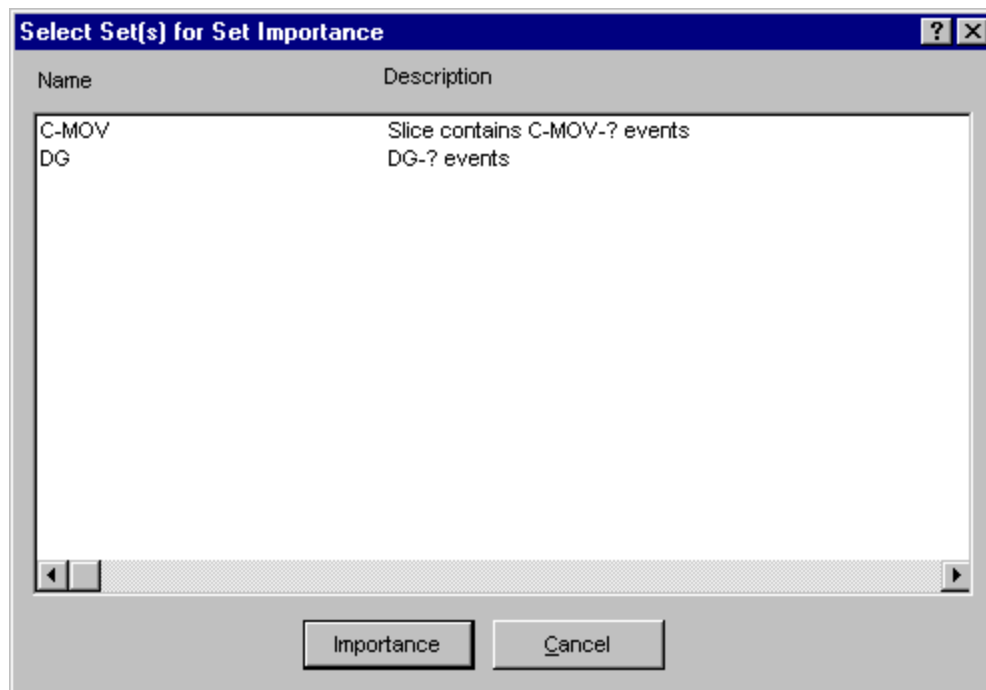 Select Set(s) for Set Importance
Name Description
C-MOV Slice contains C-MOV-? events
DG DG-? events
Importance Cancel